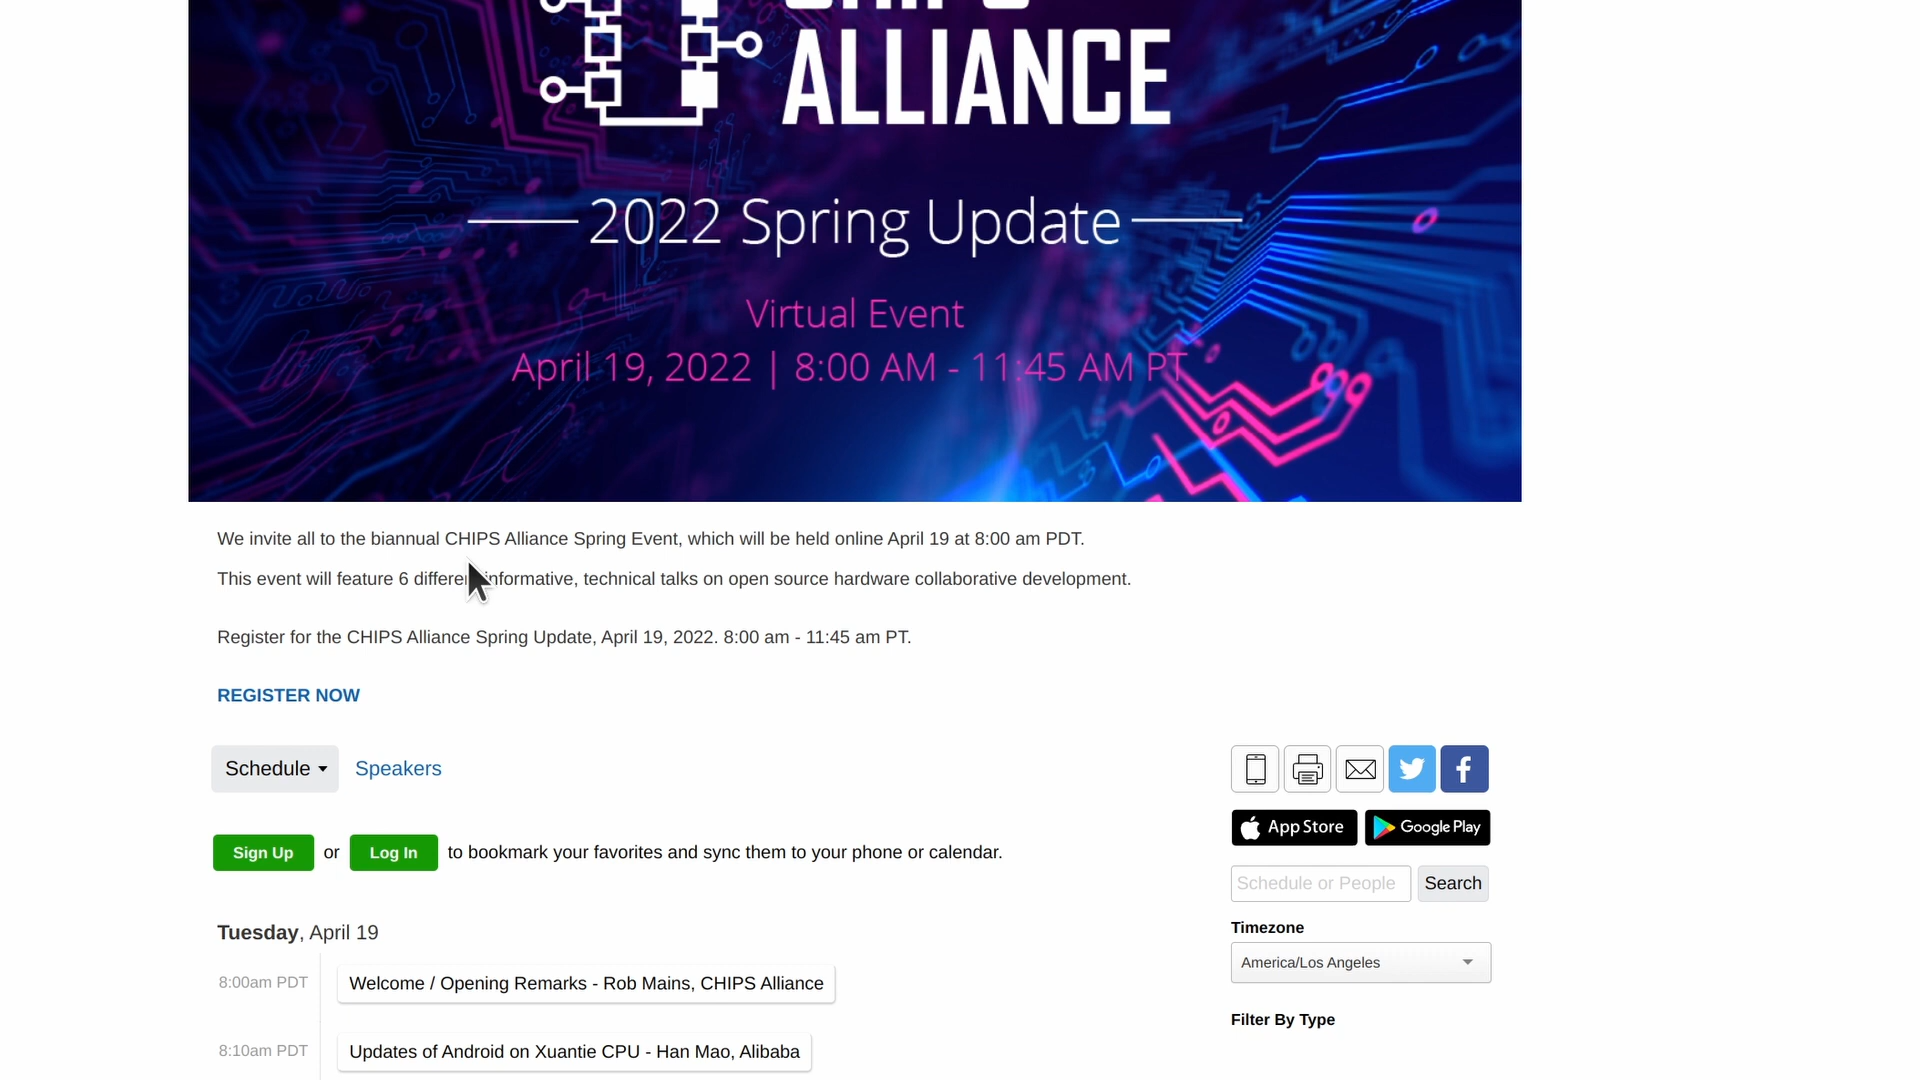 ALLIANCE
2022 Spring Update
Virtual Event
April 19, 2022 | 8:00 AM - 11:45 AM PT
We invite all to the biannual CHIPS Alliance Spring Event, which will be held online April 19 at 8:00 am PDT.
This event will feature 6 different informative, technical talks on open source hardware collaborative development.
Register for the CHIPS Alliance Spring Update, April 19, 2022. 8:00 am - 11:45 am PT.
REGISTER NOW
Schedule Speakers
Sign Up or Log In to bookmark your favorites and sync them to your phone or calendar.
App Store Google Play
Schedule or People Search
Timezone
America/Los Angeles
Filter By Type
Tuesday, April 19
8:00am PDT Welcome / Opening Remarks - Rob Mains, CHIPS Alliance
8:10am PDT Updates of Android on Xuantie CPU - Han Mao, Alibaba